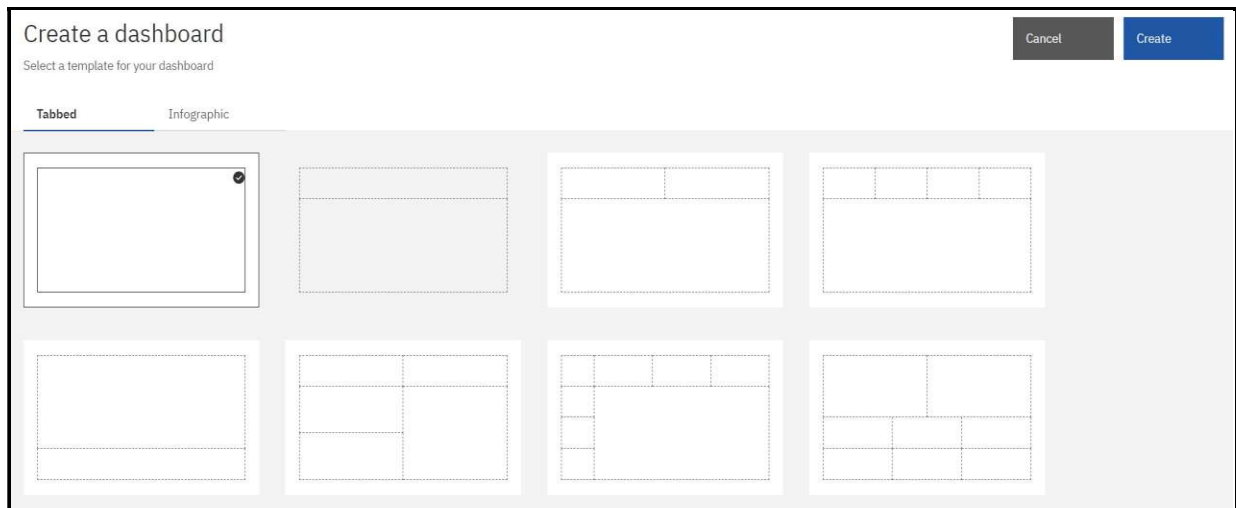 Create a dashboard
Cancel
Create
Select a template for your dashboard
Tabbed
Infographic